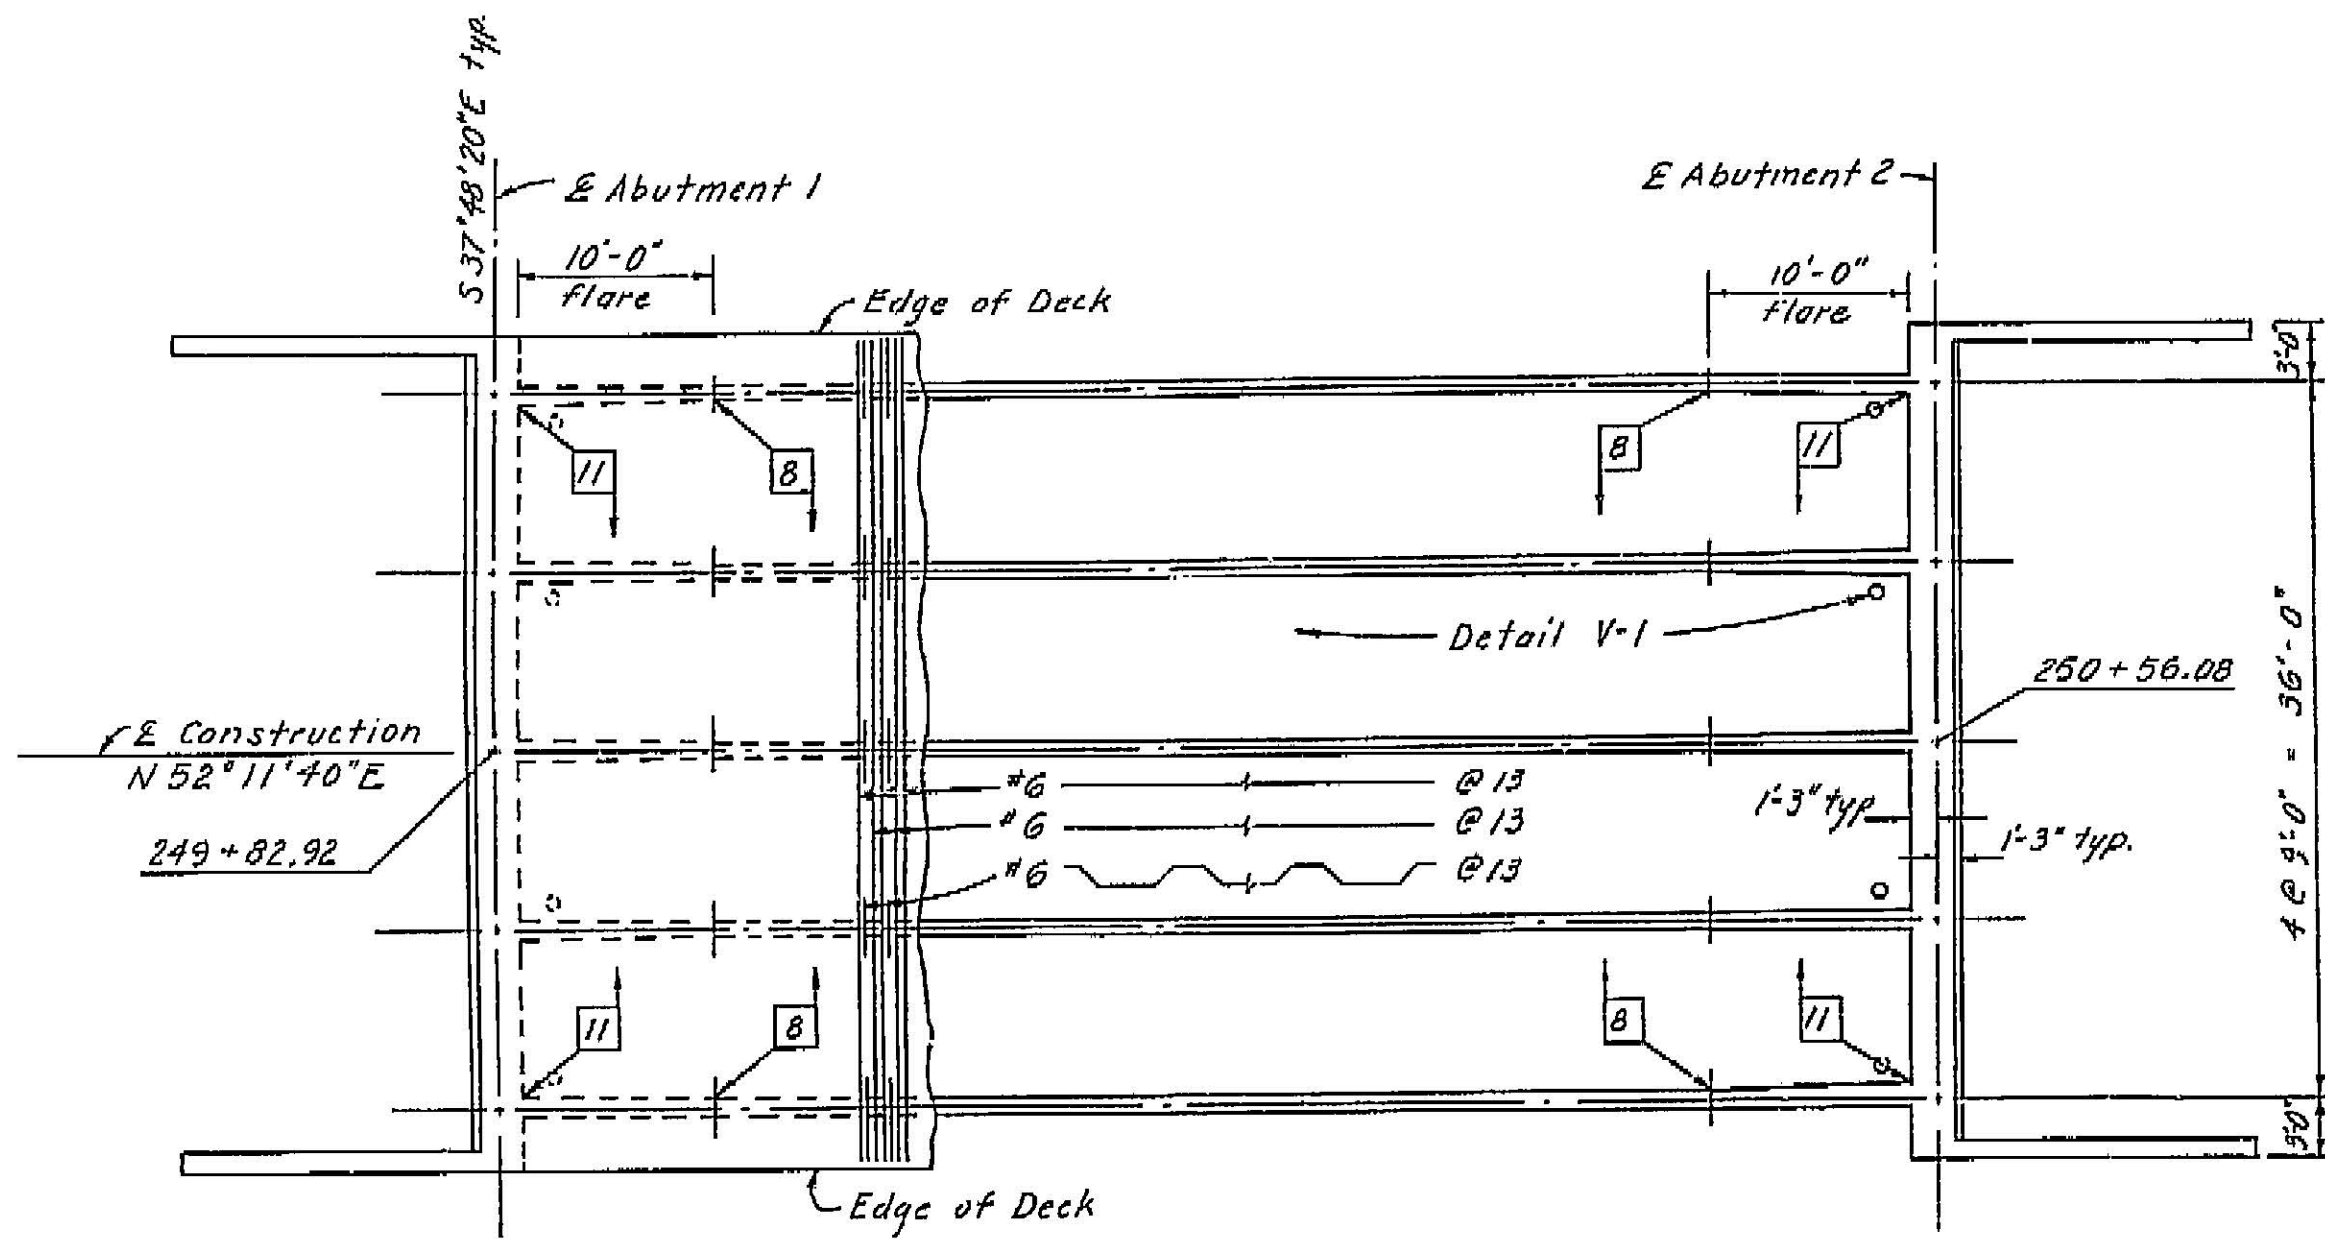 S 37°48'20"E typ.
℄ Abutment 1
℄ Abutment 2
10'-0"
flare
10'-0"
flare
Edge of Deck
3'-0"
11
8
8
11
Detail V-1
4 @ 9'-0" = 36'-0"
250 + 56.08
℄ Construction
N 52°11'40"E
#6 @ 13
#6 @ 13
#6 @ 13
1'-3" typ.
1'-3" typ.
249 + 82.92
11
8
8
11
3'-0"
Edge of Deck